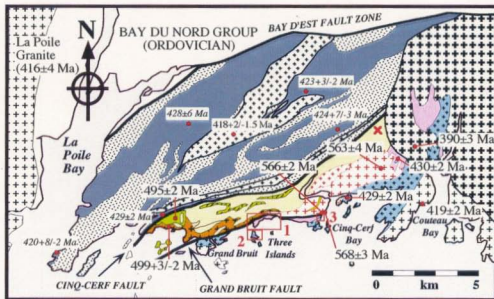 La Poile
Granite
(416±4 Ma)
N
BAY DU NORD GROUP
(ORDOVICIAN)
BAY D'EST FAULT ZONE
423+3/-2 Ma
428±6 Ma
418+2/-1.5 Ma
424+7/-3 Ma
La
Poile
Bay
563±4 Ma
390±3
Ma
566±2 Ma
430±2 Ma
495±2 Ma
429±2 Ma
429±2 Ma
419±2 Ma
Couteau Bay
3
Cinq-Cerf
Bay
1
2
Three
Islands
Grand Bruit
420+8/-2 Ma
499+3/-2 Ma
568±3 Ma
CINQ-CERF FAULT
GRAND BRUIT FAULT
0 5
km